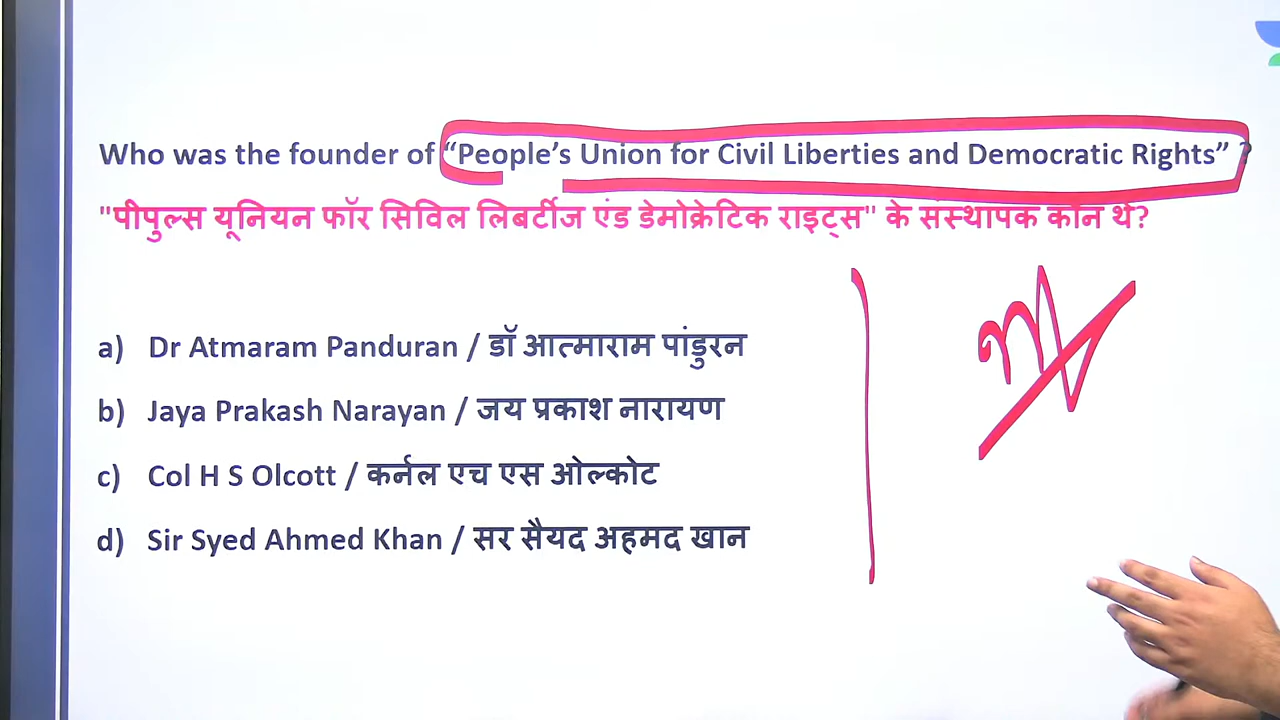 Who was the founder of “People’s Union for Civil Liberties and Democratic Rights” ?
"पीपुल्स यूनियन फॉर सिविल लिबर्टीज एंड डेमोक्रेटिक राइट्स" के संस्थापक कौन थे?
a) Dr Atmaram Panduran / डॉ आत्माराम पांडुरन
b) Jaya Prakash Narayan / जय प्रकाश नारायण
c) Col H S Olcott / कर्नल एच एस ओल्कोट
d) Sir Syed Ahmed Khan / सर सैयद अहमद खान